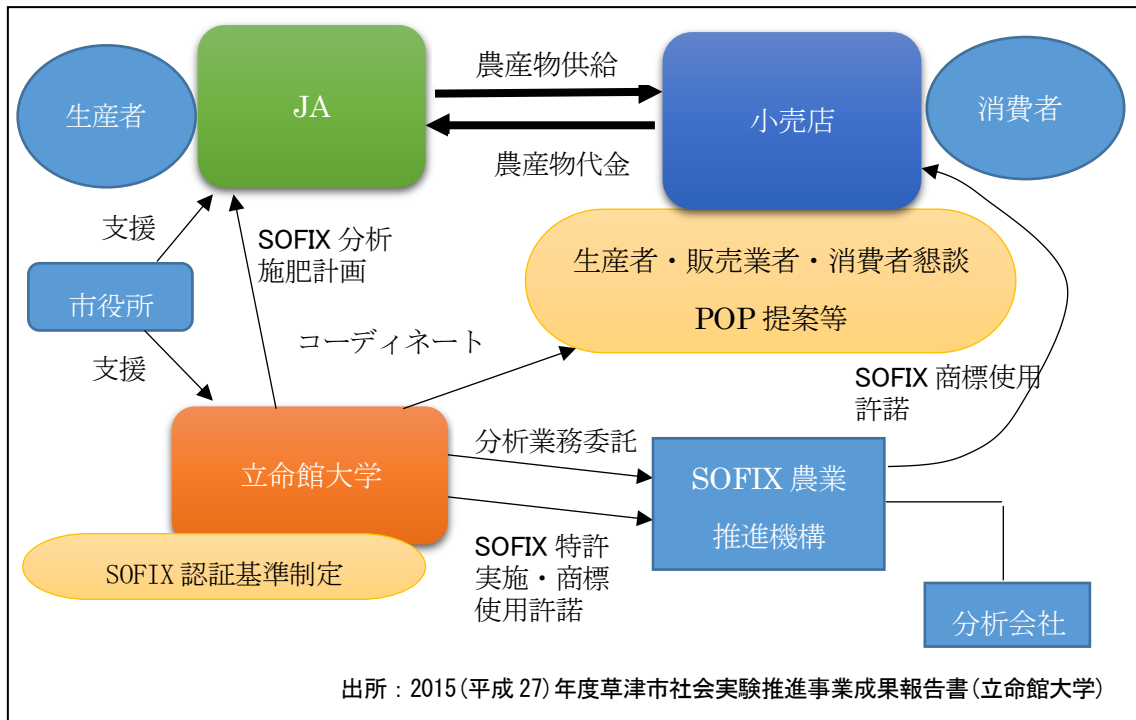 生産者
JA
農産物供給
農産物代金
小売店
消費者
支援
SOFIX 分析
施肥計画
市役所
支援
コーディネート
生産者・販売業者・消費者懇談
POP 提案等
SOFIX 商標使用
許諾
立命館大学
SOFIX 認証基準制定
分析業務委託
SOFIX 特許
実施・商標
使用許諾
SOFIX 農業
推進機構
分析会社
出所：2015(平成 27)年度草津市社会実験推進事業成果報告書(立命館大学)